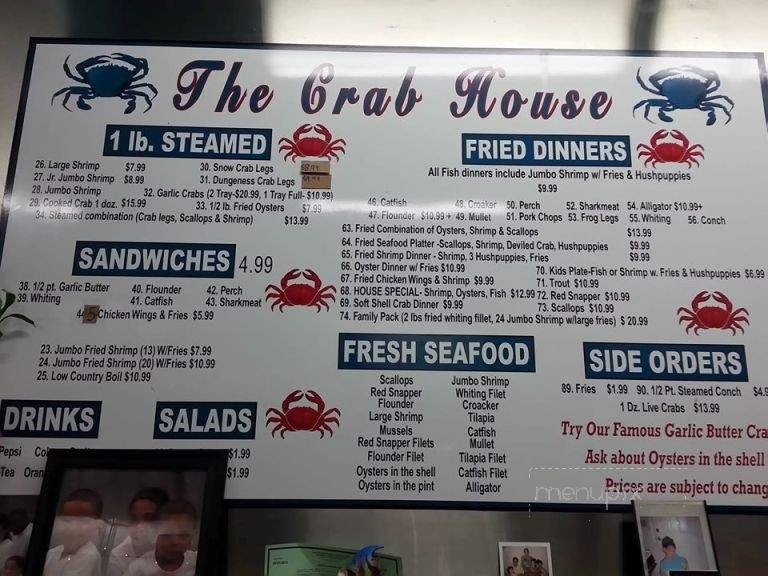 The Crab House
1 lb. STEAMED
26. Large Shrimp $7.99
27. Jr. Jumbo Shrimp $8.99
28. Jumbo Shrimp
29. Cooked Crab 1 doz. $15.99
30. Snow Crab Legs
31. Dungeness Crab Legs
32. Garlic Crabs (2 Tray-$20.99, 1 Tray Full- $10.99)
33. 1/2 lb. Fried Oysters $7.99
34. Steamed combination (Crab legs, Scallops & Shrimp) $13.99
SANDWICHES 4.99
38. 1/2 pt. Garlic Butter
39. Whiting
40. Flounder
41. Catfish
42. Perch
43. Sharkmeat
Chicken Wings & Fries $5.99
23. Jumbo Fried Shrimp (13) W/Fries $7.99
24. Jumbo Fried Shrimp (20) W/Fries $10.99
25. Low Country Boil $10.99
DRINKS
Pepsi
Tea
SALADS
$1.99
$1.99
FRIED DINNERS
All Fish dinners include Jumbo Shrimp w/ Fries & Hushpuppies
$9.99
46. Catfish
47. Flounder $10.99 +
48. Croaker
49. Mullet
50. Perch
51. Pork Chops
52. Sharkmeat
53. Frog Legs
54. Alligator $10.99+
55. Whiting
56. Conch
63. Fried Combination of Oysters, Shrimp & Scallops $13.99
64. Fried Seafood Platter -Scallops, Shrimp, Deviled Crab, Hushpuppies $9.99
65. Fried Shrimp Dinner - Shrimp, 3 Hushpuppies, Fries $9.99
66. Oyster Dinner w/ Fries $10.99
67. Fried Chicken Wings & Shrimp $9.99
68. HOUSE SPECIAL- Shrimp, Oysters, Fish $12.99
69. Soft Shell Crab Dinner $9.99
70. Kids Plate-Fish or Shrimp w. Fries & Hushpuppies $6.99
71. Trout $10.99
72. Red Snapper $10.99
73. Scallops $10.99
74. Family Pack (2 lbs fried whiting fillet, 24 Jumbo Shrimp w/large fries) $ 20.99
FRESH SEAFOOD
Scallops
Red Snapper
Flounder
Large Shrimp
Mussels
Red Snapper Filets
Flounder Filet
Oysters in the shell
Oysters in the pint
Jumbo Shrimp
Whiting Filet
Croacker
Tilapia
Catfish
Mullet
Tilapia Filet
Catfish Filet
Alligator
SIDE ORDERS
89. Fries $1.99 90. 1/2 Pt. Steamed Conch
1 Dz. Live Crabs $13.99
Try Our Famous Garlic Butter
Ask about Oysters in the shell
Prices are subject to
menupix